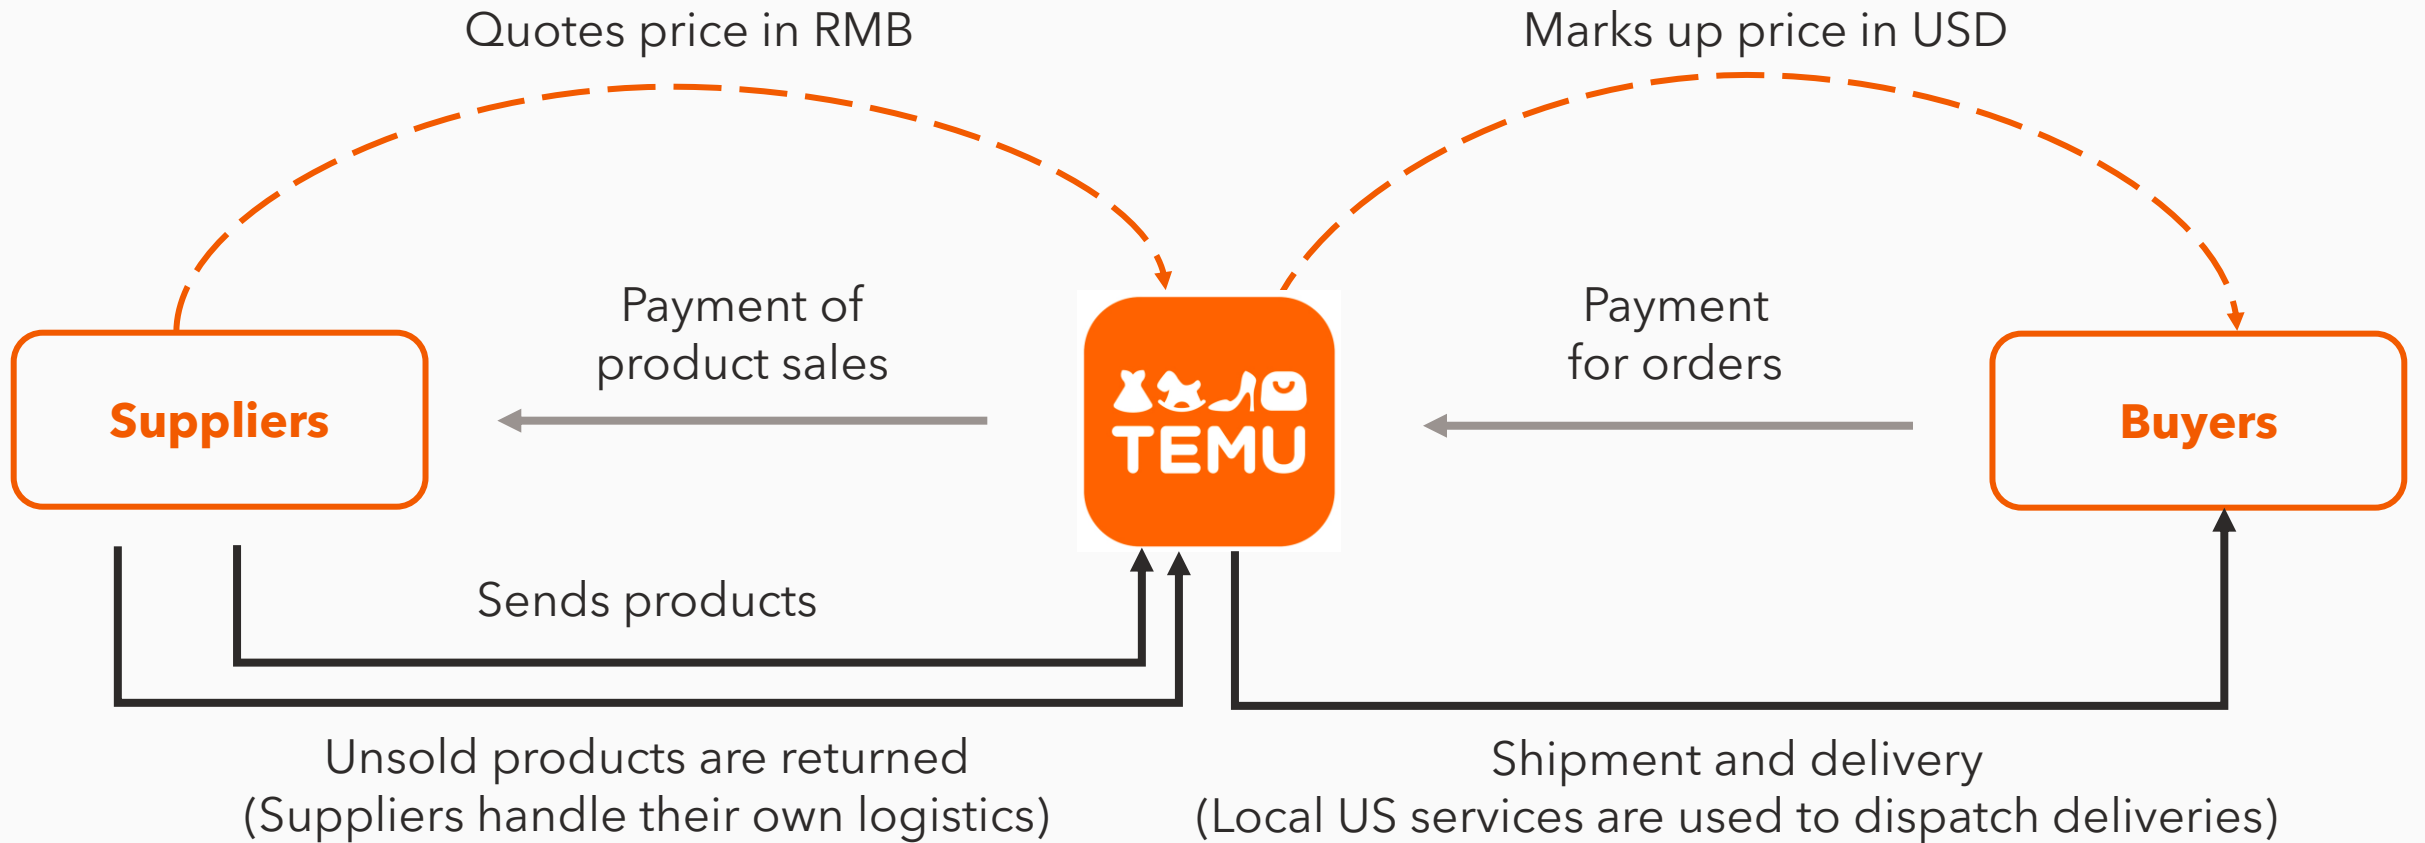 Quotes price in RMB
Marks up price in USD
Payment of
product sales
Payment
for orders
Suppliers
TEMU
Buyers
Sends products
Unsold products are returned
(Suppliers handle their own logistics)
Shipment and delivery
(Local US services are used to dispatch deliveries)